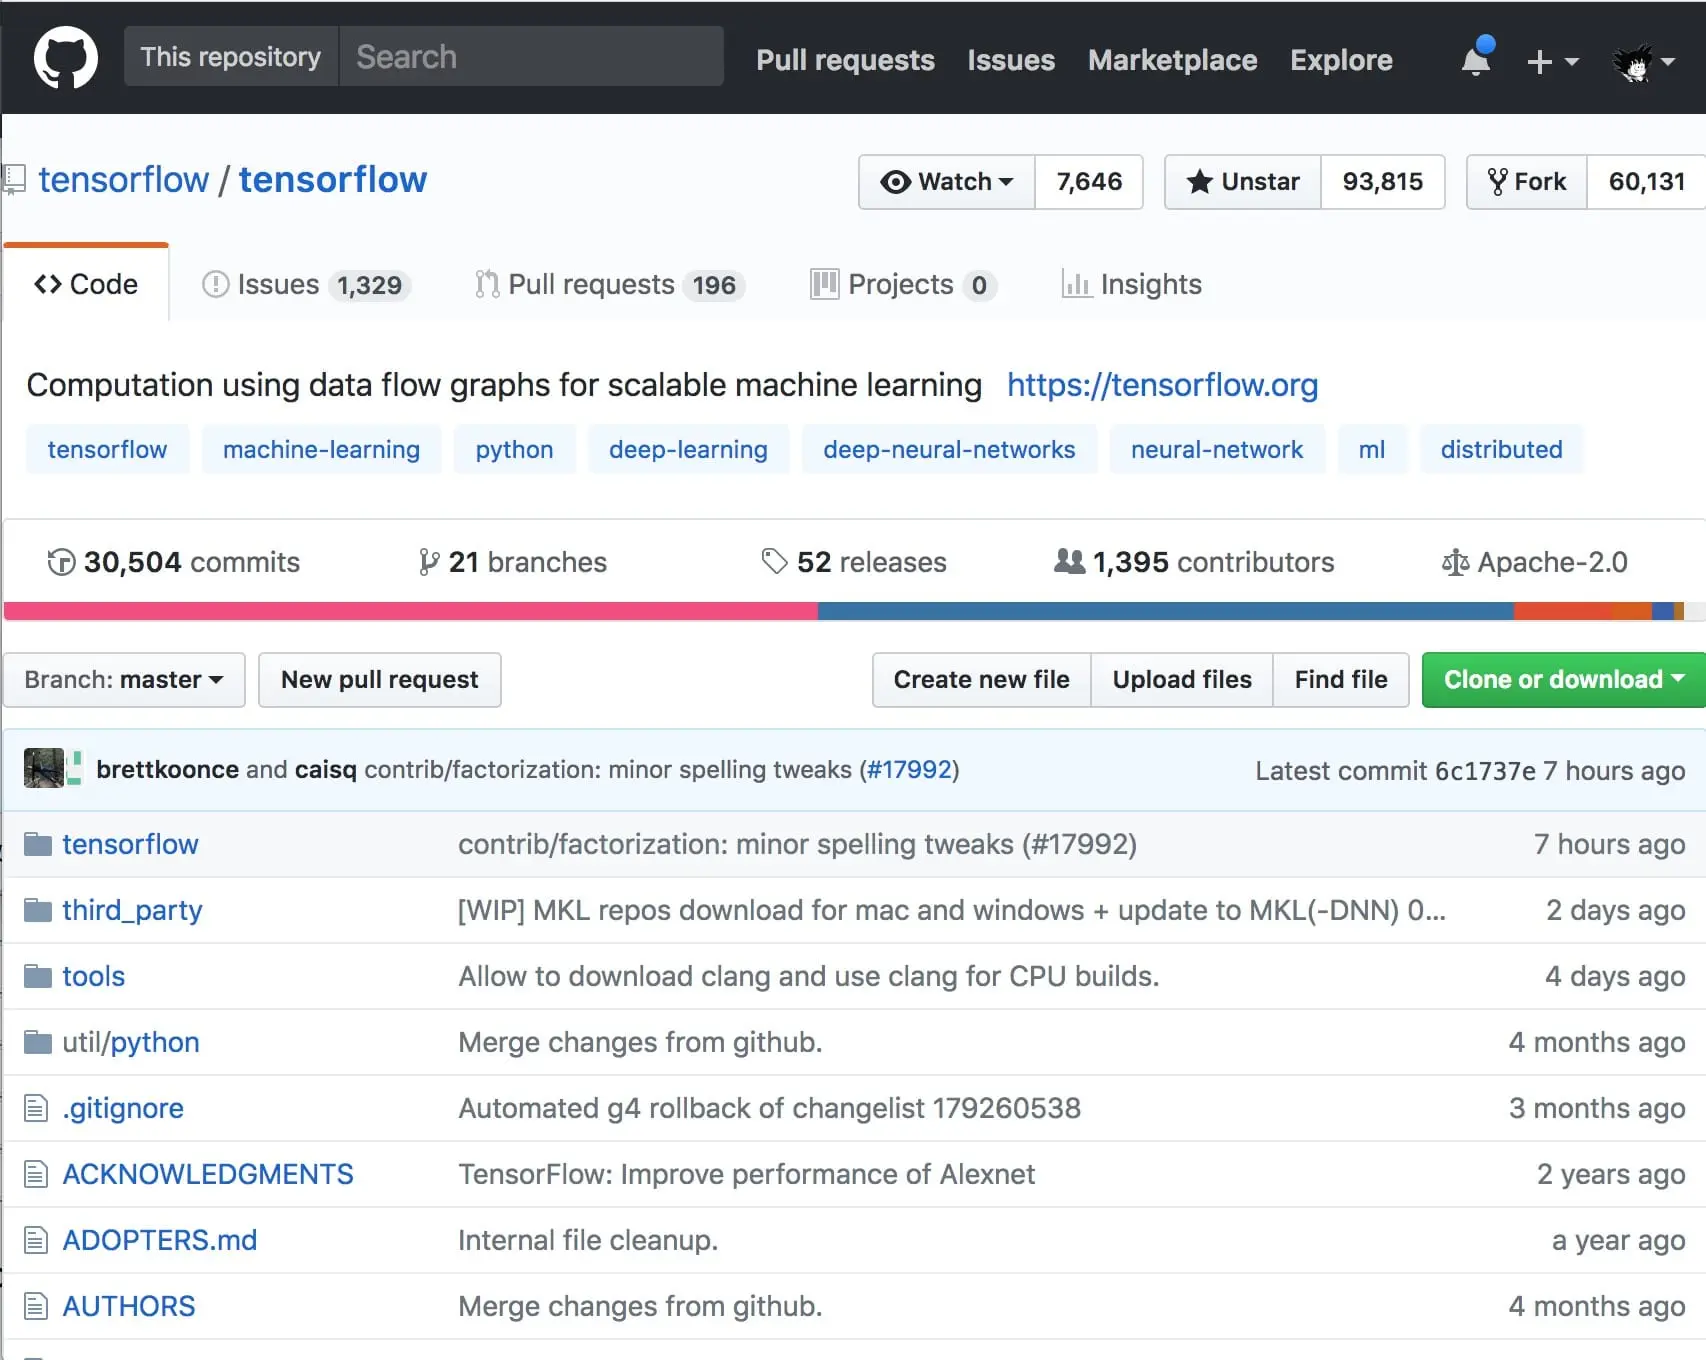 This repository Search Pull requests Issues Marketplace Explore
tensorflow / tensorflow Watch 7,646 Unstar 93,815 Fork 60,131
Code Issues 1,329 Pull requests 196 Projects 0 Insights
Computation using data flow graphs for scalable machine learning https://tensorflow.org
tensorflow machine-learning python deep-learning deep-neural-networks neural-network ml distributed
30,504 commits 21 branches 52 releases 1,395 contributors Apache-2.0
Branch: master New pull request Create new file Upload files Find file Clone or download
brettkoonce and caisq contrib/factorization: minor spelling tweaks (#17992) Latest commit 6c1737e 7 hours ago
tensorflow contrib/factorization: minor spelling tweaks (#17992) 7 hours ago
third_party [WIP] MKL repos download for mac and windows + update to MKL(-DNN) 0... 2 days ago
tools Allow to download clang and use clang for CPU builds. 4 days ago
util/python Merge changes from github. 4 months ago
.gitignore Automated g4 rollback of changelist 179260538 3 months ago
ACKNOWLEDGMENTS TensorFlow: Improve performance of Alexnet 2 years ago
ADOPTERS.md Internal file cleanup. a year ago
AUTHORS Merge changes from github. 4 months ago